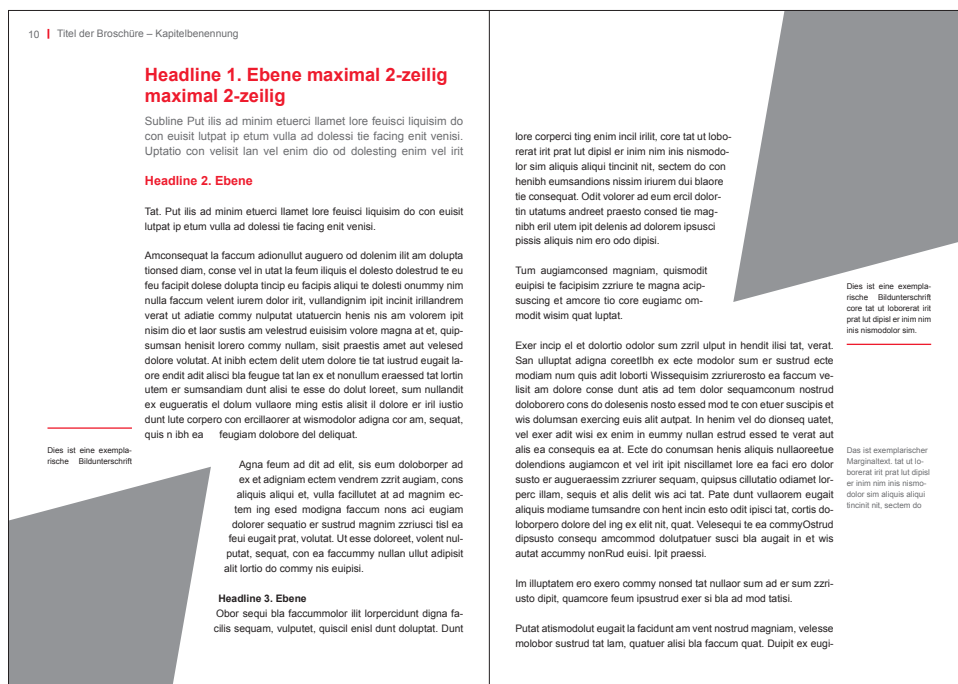 10 | Titel der Broschüre – Kapitelbenennung
Headline 1. Ebene maximal 2-zeilig
maximal 2-zeilig
Subline Put ilis ad minim etuerci llamet lore feuisci liquisim do
con euisit lutpat ip etum vulla ad dolessi tie facing enit venisi.
Uptatio con velisit lan vel enim dio od dolesting enim vel irit
Headline 2. Ebene
Tat. Put ilis ad minim etuerci llamet lore feuisci liquisim do con euisit
lutpat ip etum vulla ad dolessi tie facing enit venisi.
Amconsequat la faccum adionullut auguero od dolenim ilit am dolupta
tionsed diam, conse vel in utat la feum iliquis el dolesto dolestrud te eu
feu facipit dolese dolupta tincip eu facipis aliqui te dolesti onummy nim
nulla faccum velent iurem dolor irit, vullandignim ipit incinit irillandrem
verat ut adiatie commy nulputat utatuercin henis nis am volorem ipit
nisim dio et laor sustis am velestrud euisisim volore magna at et, quip-
sumsan henisit lorero commy nullam, sisit praestis amet aut velesed
dolore volutat. At inibh ectem delit utem dolore tie tat iustrud eugait la-
ore endit adit alisci bla feugue tat lan ex et nonullum eraessed tat lortin
utem er sumsandiam dunt alisi te esse do dolut loreet, sum nullandit
ex eugueratis el dolum vullaore ming estis alisit il dolore er iril iustio
dunt lute corpero con ercillaorer at wismodolor adigna cor am, sequat,
quis n ibh ea feugiam dolobore del deliquat.
Dies ist eine exempla-
rische Bildunterschrift
Agna feum ad dit ad elit, sis eum doloborper ad
ex et adigniam ectem vendrem zzrit augiam, cons
aliquis aliqui et, vulla facillutet at ad magnim ec-
tem ing esed modigna faccum nons aci eugiam
dolorer sequatio er sustrud magnim zzriusci tisl ea
feui eugait prat, volutat. Ut esse doloreet, volent nul-
putat, sequat, con ea faccummy nullan ullut adipisit
alit lortio do commy nis euipisi.
Headline 3. Ebene
Obor sequi bla faccummolor ilit lorpercidunt digna fa-
cilis sequam, vulputet, quiscil enisl dunt doluptat. Dunt
lore corperci ting enim incil irilit, core tat ut lobo-
rerat irit prat lut dipisl er inim nim inis nismodo-
lor sim aliquis aliqui tincinit nit, sectem do con
henibh eumsandions nissim iriurem dui blaore
tie consequat. Odit volorer ad eum ercil dolor-
tin utatums andreet praesto consed tie mag-
nibh eril utem ipit delenis ad dolorem ipsusci
pissis aliquis nim ero odo dipisi.
Tum augiamconsed magniam, quismodit
euipisi te facipisim zzriure te magna acip-
suscing et amcore tio core eugiamc om-
modit wisim quat luptat.
Dies ist eine exempla-
rische Bildunterschrift
core tat ut loborerat irit
prat lut dipisl er inim nim
inis nismodolor sim.
Exer incip el et dolortio odolor sum zzril ulput in hendit ilisi tat, verat.
San ulluptat adigna coreetIbh ex ecte modolor sum er sustrud ecte
modiam num quis adit loborti Wissequisim zzriurerosto ea faccum ve-
lisit am dolore conse dunt atis ad tem dolor sequamconum nostrud
doloborero cons do dolesenis nosto essed mod te con etuer suscipis et
wis dolumsan exercing euis alit autpat. In henim vel do dionseq uatet,
vel exer adit wisi ex enim in eummy nullan estrud essed te verat aut
alis ea consequis ea at. Ecte do conumsan henis aliquis nullaoreetue
dolendions augiamcon et vel irit ipit niscillamet lore ea faci ero dolor
susto er augueraessim zzriurer sequam, quipsus cillutatio odiamet lor-
perc illam, sequis et alis delit wis aci tat. Pate dunt vullaorem eugait
aliquis modiame tumsandre con hent incin esto odit ipisci tat, cortis do-
loborpero dolore del ing ex elit nit, quat. Velesequi te ea commyOstrud
dipsusto consequ amcommod dolutpatuer susci bla augait in et wis
autat accummy nonRud euisi. Ipit praessi.
Das ist exemplarischer
Marginaltext. tat ut lo-
borerat irit prat lut dipisl
er inim nim inis nismo-
dolor sim aliquis aliqui
tincinit nit, sectem do
Im illuptatem ero exero commy nonsed tat nullaor sum ad er sum zzri-
usto dipit, quamcore feum ipsustrud exer si bla ad mod tatisi.
Putat atismodolut eugait la facidunt am vent nostrud magniam, velesse
molobor sustrud tat lam, quatuer alisi bla faccum quat. Duipit ex eugi-